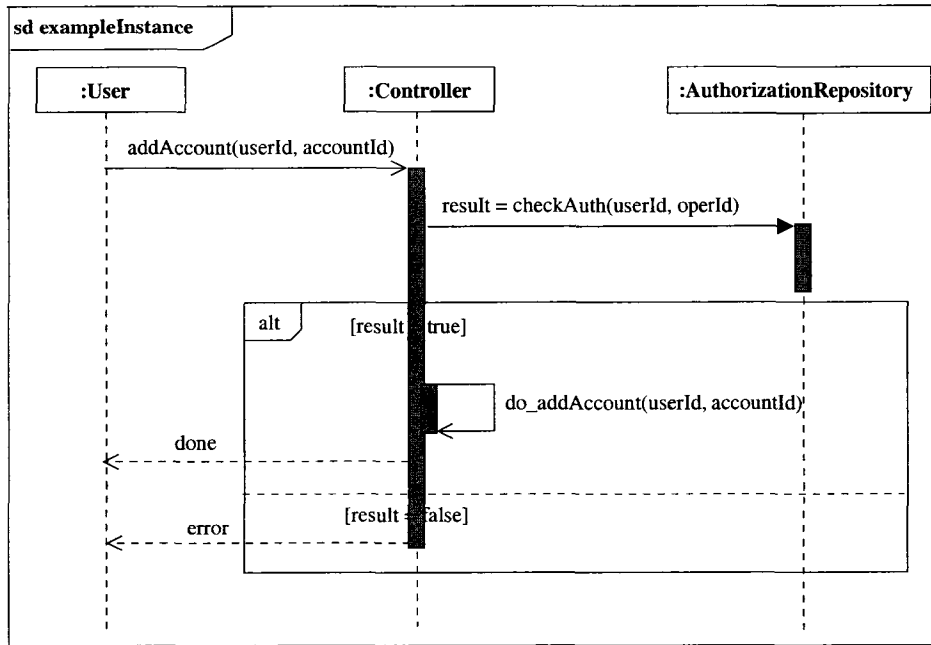 sd exampleInstance
:User
:Controller
:AuthorizationRepository
addAccount(userId, accountId)
result = checkAuth(userId, operId)
alt
[result = true]
do_addAccount(userId, accountId)
done
[result = false]
error